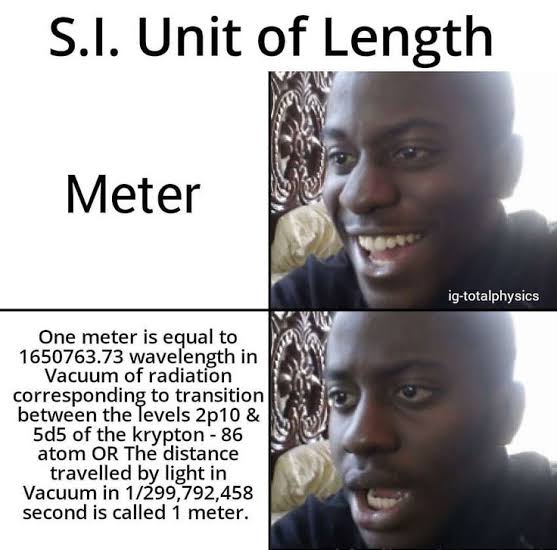 S.I. Unit of Length
Meter
ig-totalphysics
One meter is equal to
1650763.73 wavelength in
Vacuum of radiation
corresponding to transition
between the levels 2p10 &
5d5 of the krypton - 86
atom OR The distance
travelled by light in
Vacuum in 1/299,792,458
second is called 1 meter.